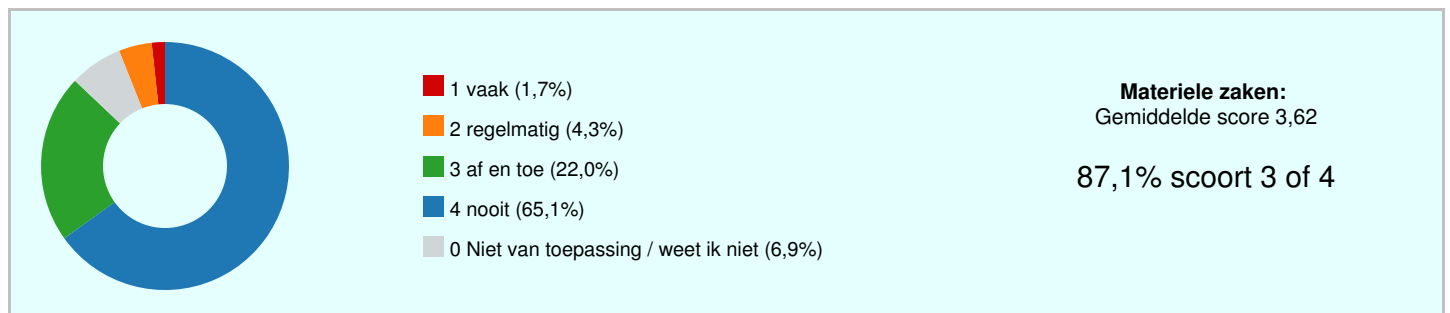 1 vaak (1,7%)
2 regelmatig (4,3%)
3 af en toe (22,0%)
4 nooit (65,1%)
0 Niet van toepassing / weet ik niet (6,9%)
Materiele zaken:
Gemiddelde score 3,62
87,1% scoort 3 of 4